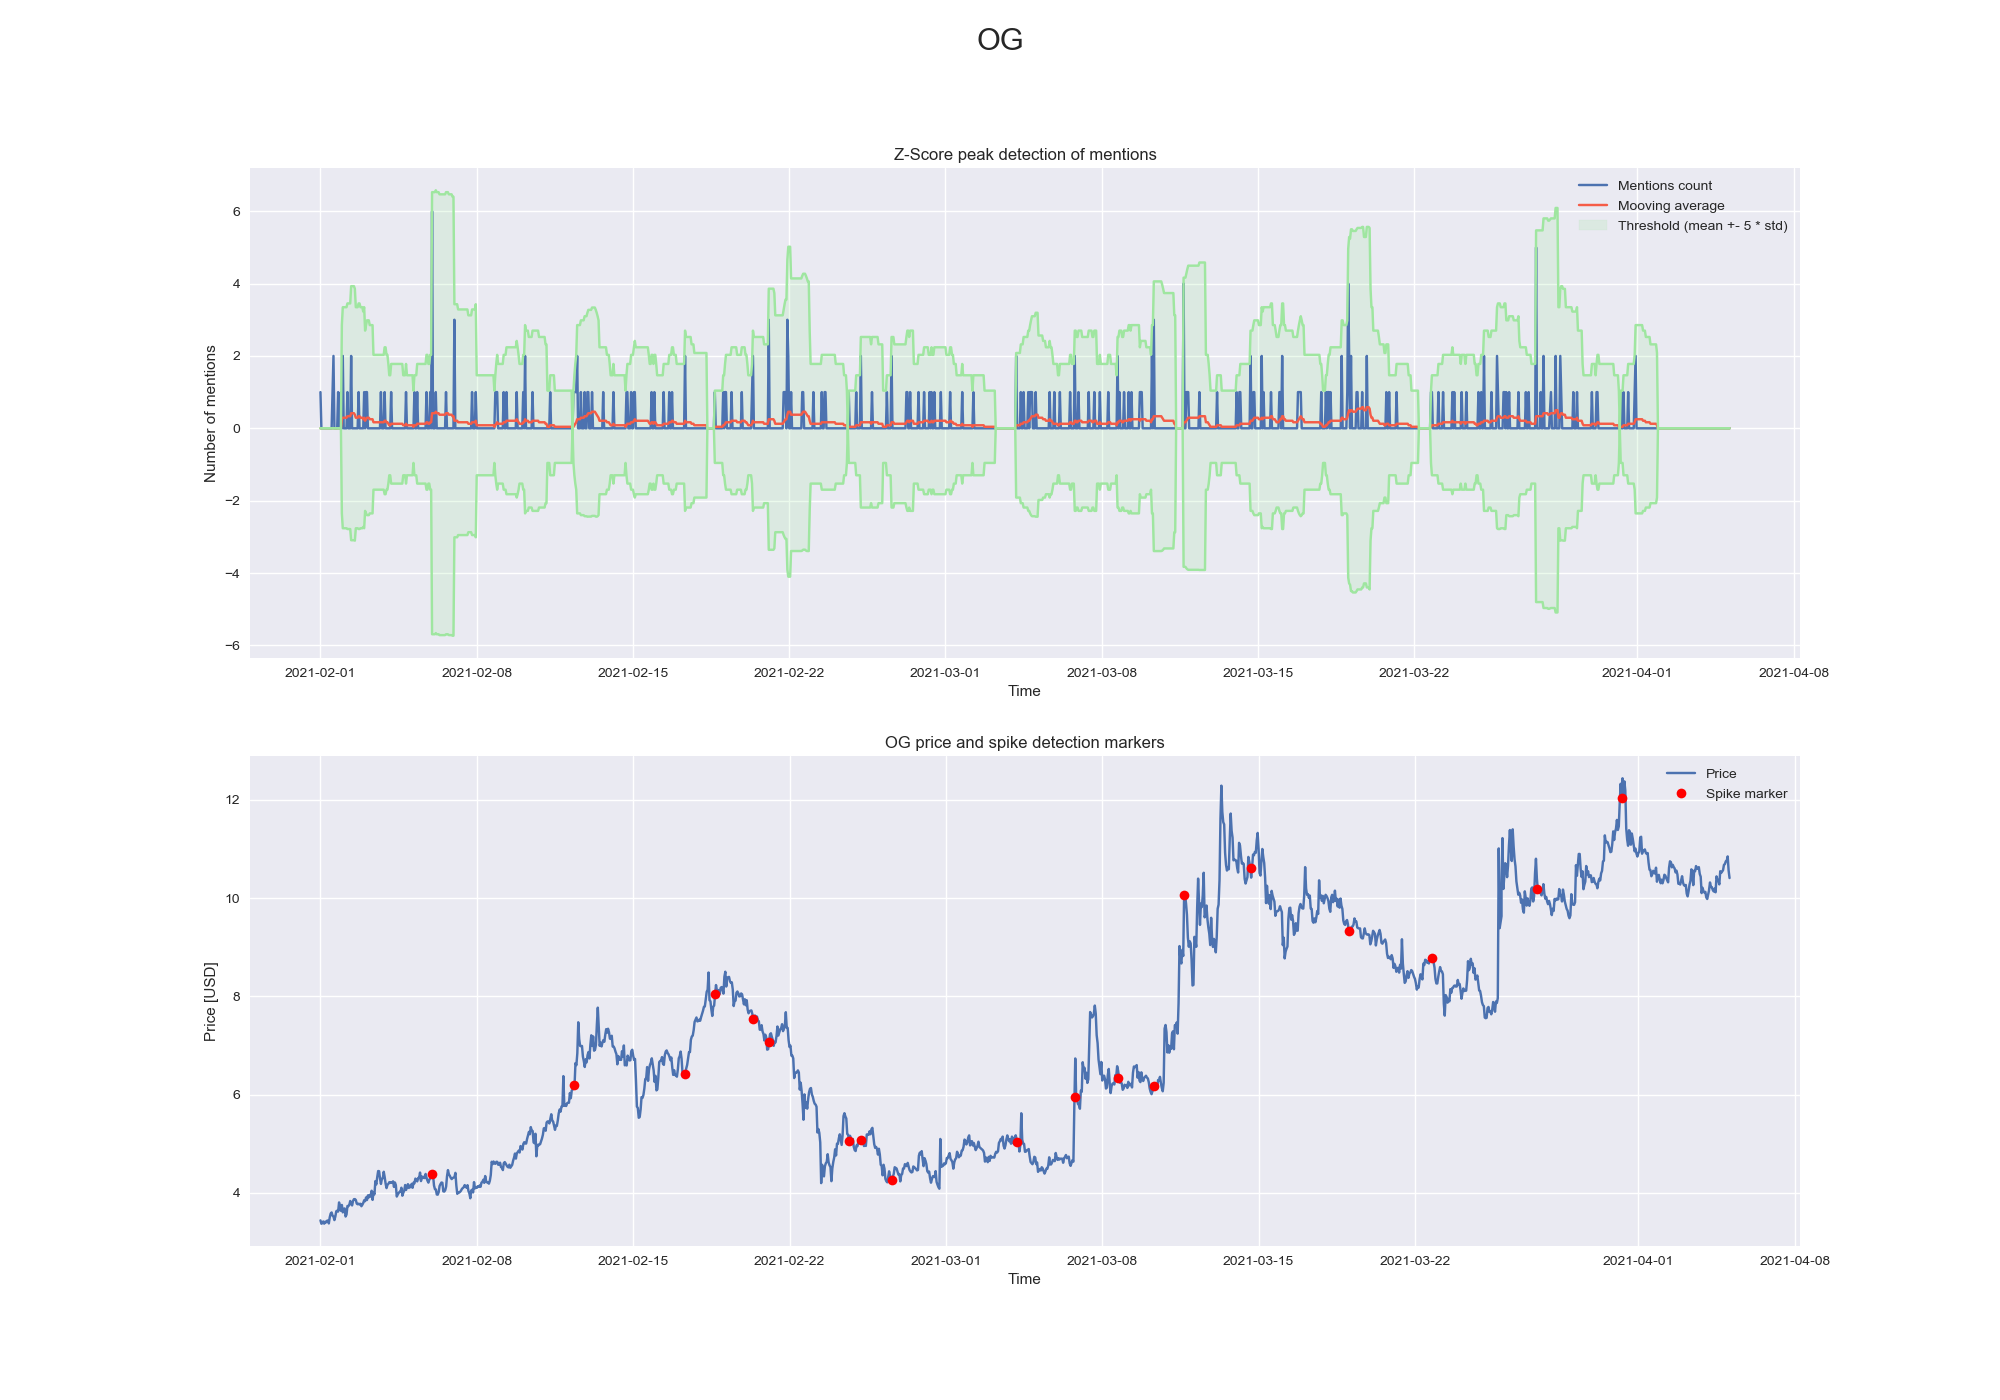 OG
Z-Score peak detection of mentions
Mentions count
Mooving average
Threshold (mean +- 5 * std)
Number of mentions
6
4
2
0
−2
−4
−6
2021-02-01 2021-02-08 2021-02-15 2021-02-22 2021-03-01 2021-03-08 2021-03-15 2021-03-22 2021-04-01 2021-04-08
Time
OG price and spike detection markers
Price
Spike marker
Price [USD]
12
10
8
6
4
2021-02-01 2021-02-08 2021-02-15 2021-02-22 2021-03-01 2021-03-08 2021-03-15 2021-03-22 2021-04-01 2021-04-08
Time